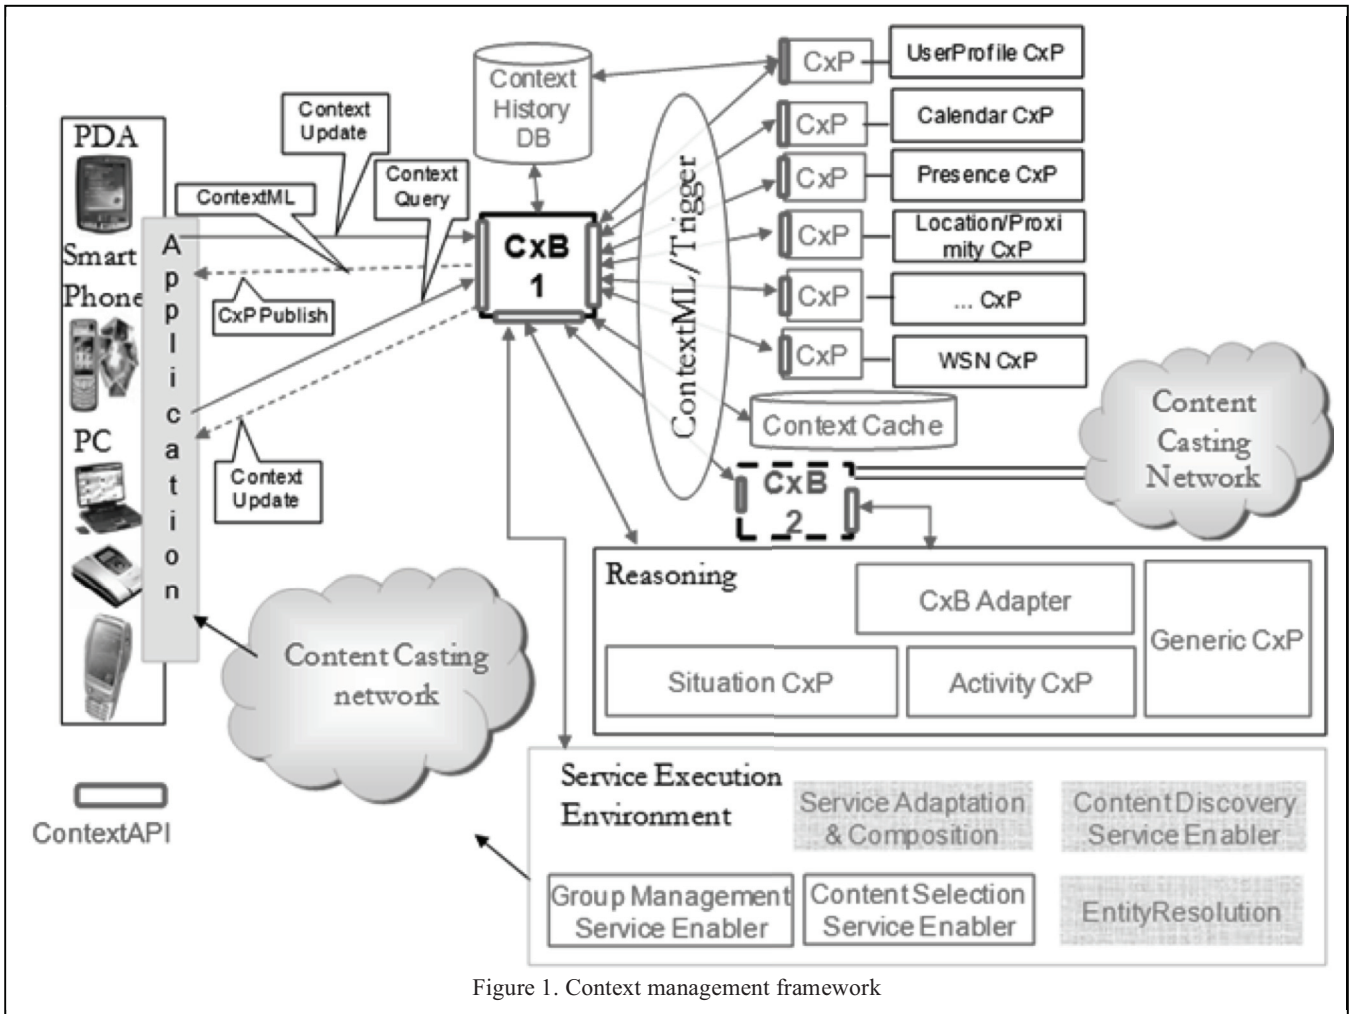 PDA
Smart
Phone
PC
Application
ContextAPI
Context
Update
ContextML
Context
Query
CxP Publish
Context
Update
Context
History
DB
CxB
1
ContextML/Trigger
CxP
UserProfile CxP
CxP
Calendar CxP
CxP
Presence CxP
CxP
Location/Proxi
mity CxP
CxP
... CxP
CxP
WSN CxP
Context Cache
CxB
2
Content
Casting
Network
Content Casting
network
Reasoning
CxB Adapter
Generic CxP
Situation CxP
Activity CxP
Service Execution
Environment
Service Adaptation
& Composition
Content Discovery
Service Enabler
Group Management
Service Enabler
Content Selection
Service Enabler
EntityResolution
Figure 1. Context management framework